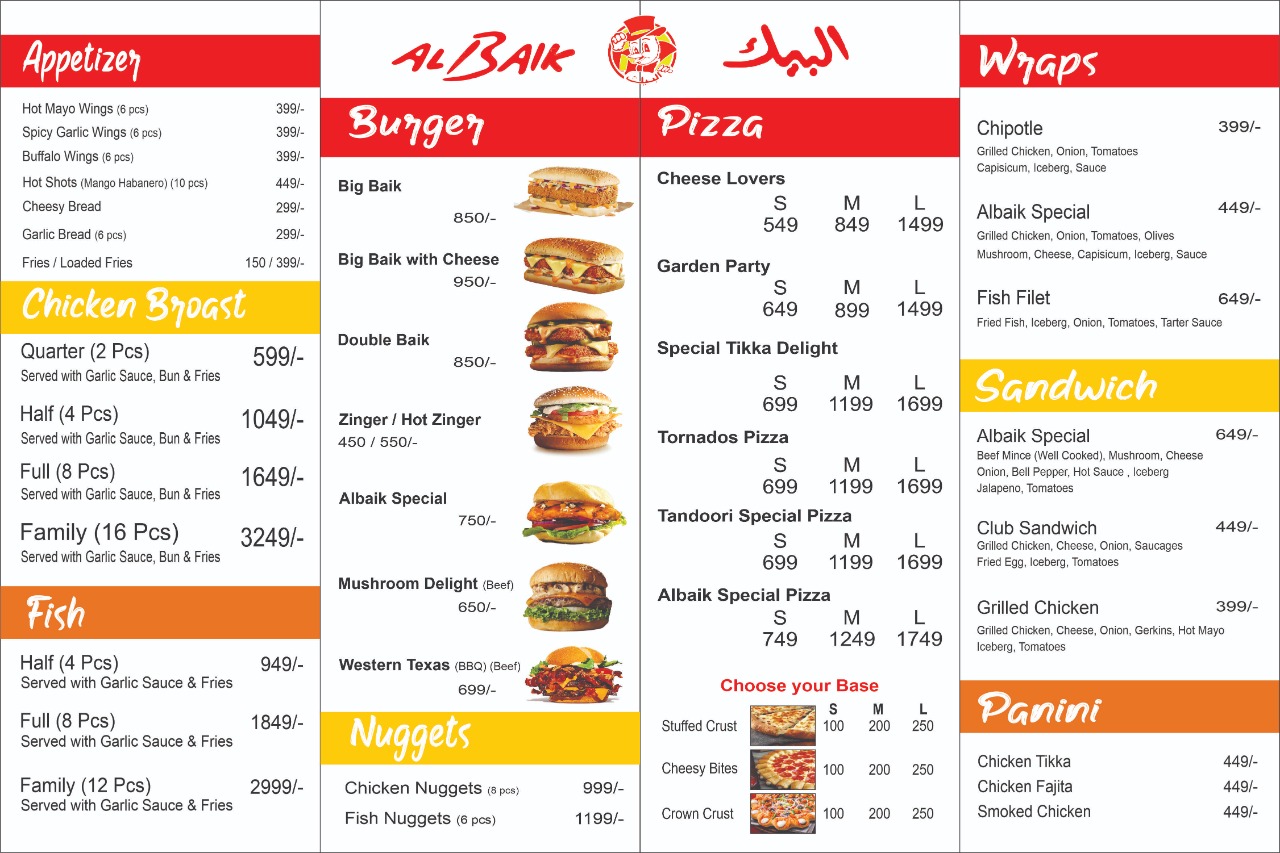 Appetizer
Hot Mayo Wings (6 pcs) 399/-
Spicy Garlic Wings (6 pcs) 399/-
Buffalo Wings (6 pcs) 399/-
Hot Shots (Mango Habanero) (10 pcs) 449/-
Cheesy Bread 299/-
Garlic Bread (6 pcs) 299/-
Fries / Loaded Fries 150 / 399/-
Chicken Broast
Quarter (2 Pcs) 599/-
Served with Garlic Sauce, Bun & Fries
Half (4 Pcs) 1049/-
Served with Garlic Sauce, Bun & Fries
Full (8 Pcs) 1649/-
Served with Garlic Sauce, Bun & Fries
Family (16 Pcs) 3249/-
Served with Garlic Sauce, Bun & Fries
Fish
Half (4 Pcs) 949/-
Served with Garlic Sauce & Fries
Full (8 Pcs) 1849/-
Served with Garlic Sauce & Fries
Family (12 Pcs) 2999/-
Served with Garlic Sauce & Fries
ALBAIK البيك
Burger
Big Baik
850/-
Big Baik with Cheese
950/-
Double Baik
850/-
Zinger / Hot Zinger
450 / 550/-
Albaik Special
750/-
Mushroom Delight (Beef)
650/-
Western Texas (BBQ) (Beef)
699/-
Nuggets
Chicken Nuggets (8 pcs) 999/-
Fish Nuggets (6 pcs) 1199/-
Pizza
Cheese Lovers
S M L
549 849 1499
Garden Party
S M L
649 899 1499
Special Tikka Delight
S M L
699 1199 1699
Tornados Pizza
S M L
699 1199 1699
Tandoori Special Pizza
S M L
699 1199 1699
Albaik Special Pizza
S M L
749 1249 1749
Choose your Base
S M L
Stuffed Crust 100 200 250
Cheesy Bites 100 200 250
Crown Crust 100 200 250
Wraps
Chipotle 399/-
Grilled Chicken, Onion, Tomatoes
Capisicum, Iceberg, Sauce
Albaik Special 449/-
Grilled Chicken, Onion, Tomatoes, Olives
Mushroom, Cheese, Capisicum, Iceberg, Sauce
Fish Filet 649/-
Fried Fish, Iceberg, Onion, Tomatoes, Tarter Sauce
Sandwich
Albaik Special 649/-
Beef Mince (Well Cooked), Mushroom, Cheese
Onion, Bell Pepper, Hot Sauce , Iceberg
Jalapeno, Tomatoes
Club Sandwich 449/-
Grilled Chicken, Cheese, Onion, Saucages
Fried Egg, Iceberg, Tomatoes
Grilled Chicken 399/-
Grilled Chicken, Cheese, Onion, Gerkins, Hot Mayo
Iceberg, Tomatoes
Panini
Chicken Tikka 449/-
Chicken Fajita 449/-
Smoked Chicken 449/-